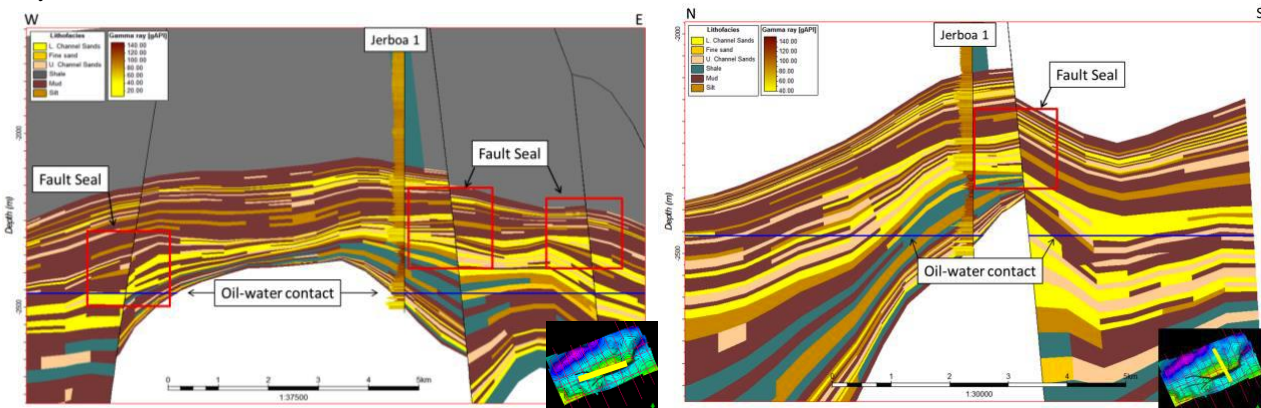 W
E
Lithofacies
L. Channel Sands
Fine sand
U. Channel Sands
Shale
Mud
Silt
Gamma ray [gAPI]
140.00
120.00
100.00
80.00
60.00
40.00
20.00
Jerboa 1
-2000
Fault Seal
Fault Seal
Depth (m)
Oil-water contact
-2500
0 1 2 3 4 5km
1:37500
N
S
Lithofacies
L. Channel Sands
Fine sand
U. Channel Sands
Shale
Mud
Silt
Gamma ray [gAPI]
140.00
120.00
100.00
80.00
60.00
40.00
-2000
Jerboa 1
Fault Seal
Depth (m)
-2500
Oil-water contact
0 1 2 3 4 5km
1:30000